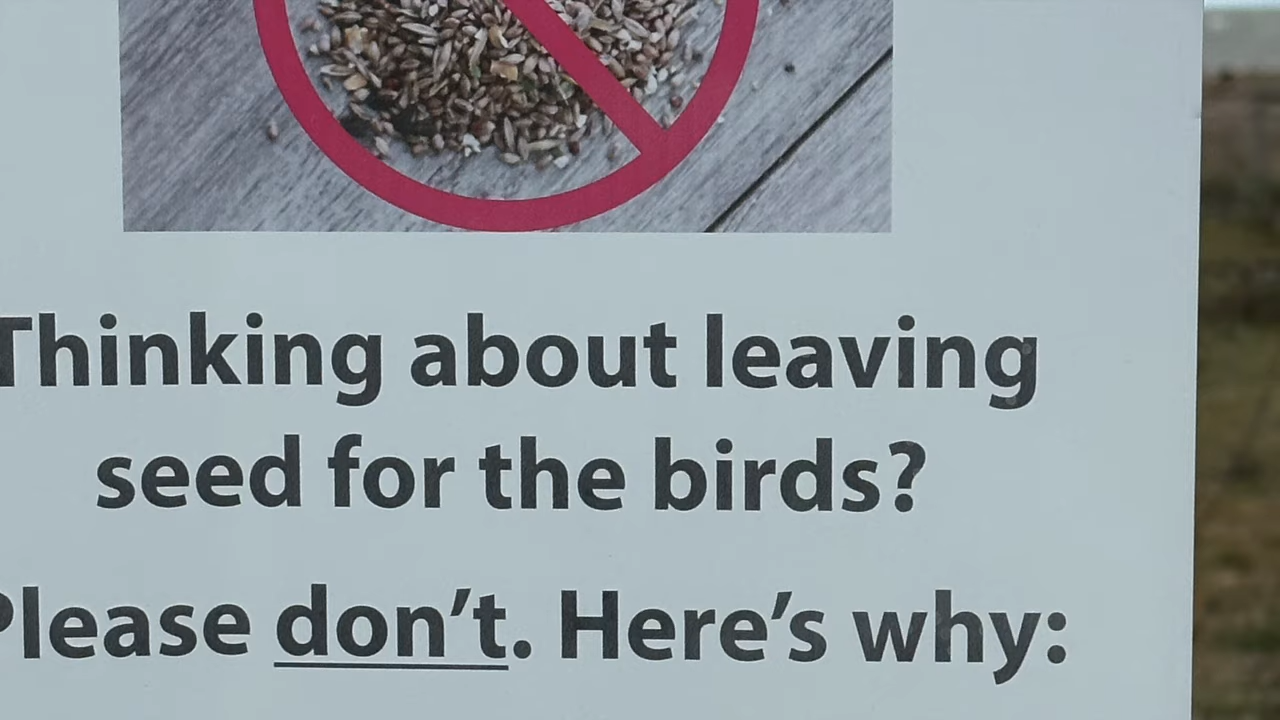 Thinking about leaving
seed for the birds?
Please don’t. Here’s why: